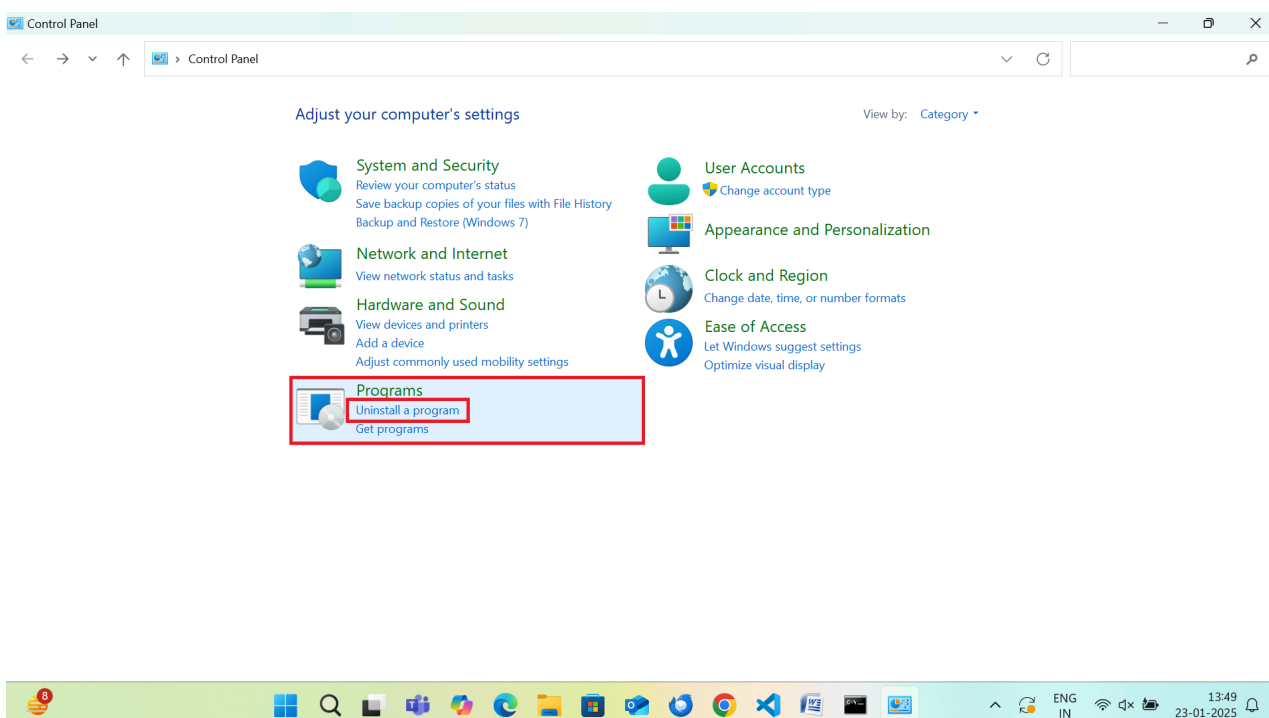 Control Panel
Control Panel
Adjust your computer's settings
View by: Category
System and Security
Review your computer's status
Save backup copies of your files with File History
Backup and Restore (Windows 7)
Network and Internet
View network status and tasks
Hardware and Sound
View devices and printers
Add a device
Adjust commonly used mobility settings
Programs
Uninstall a program
Get programs
User Accounts
Change account type
Appearance and Personalization
Clock and Region
Change date, time, or number formats
Ease of Access
Let Windows suggest settings
Optimize visual display
8
ENG
IN
13:49
23-01-2025